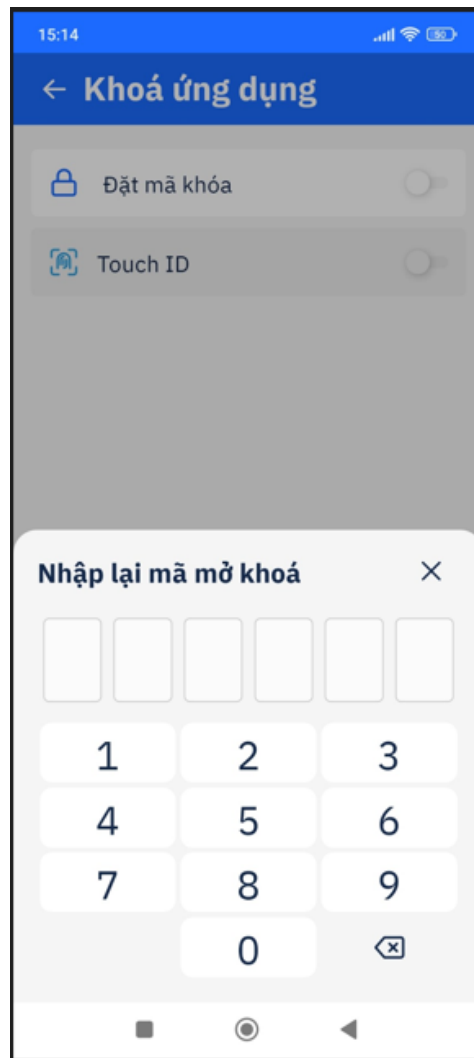 15:14
50
Khoá ứng dụng
Đặt mã khóa
Touch ID
Nhập lại mã mở khoá
1 2 3
4 5 6
7 8 9
0